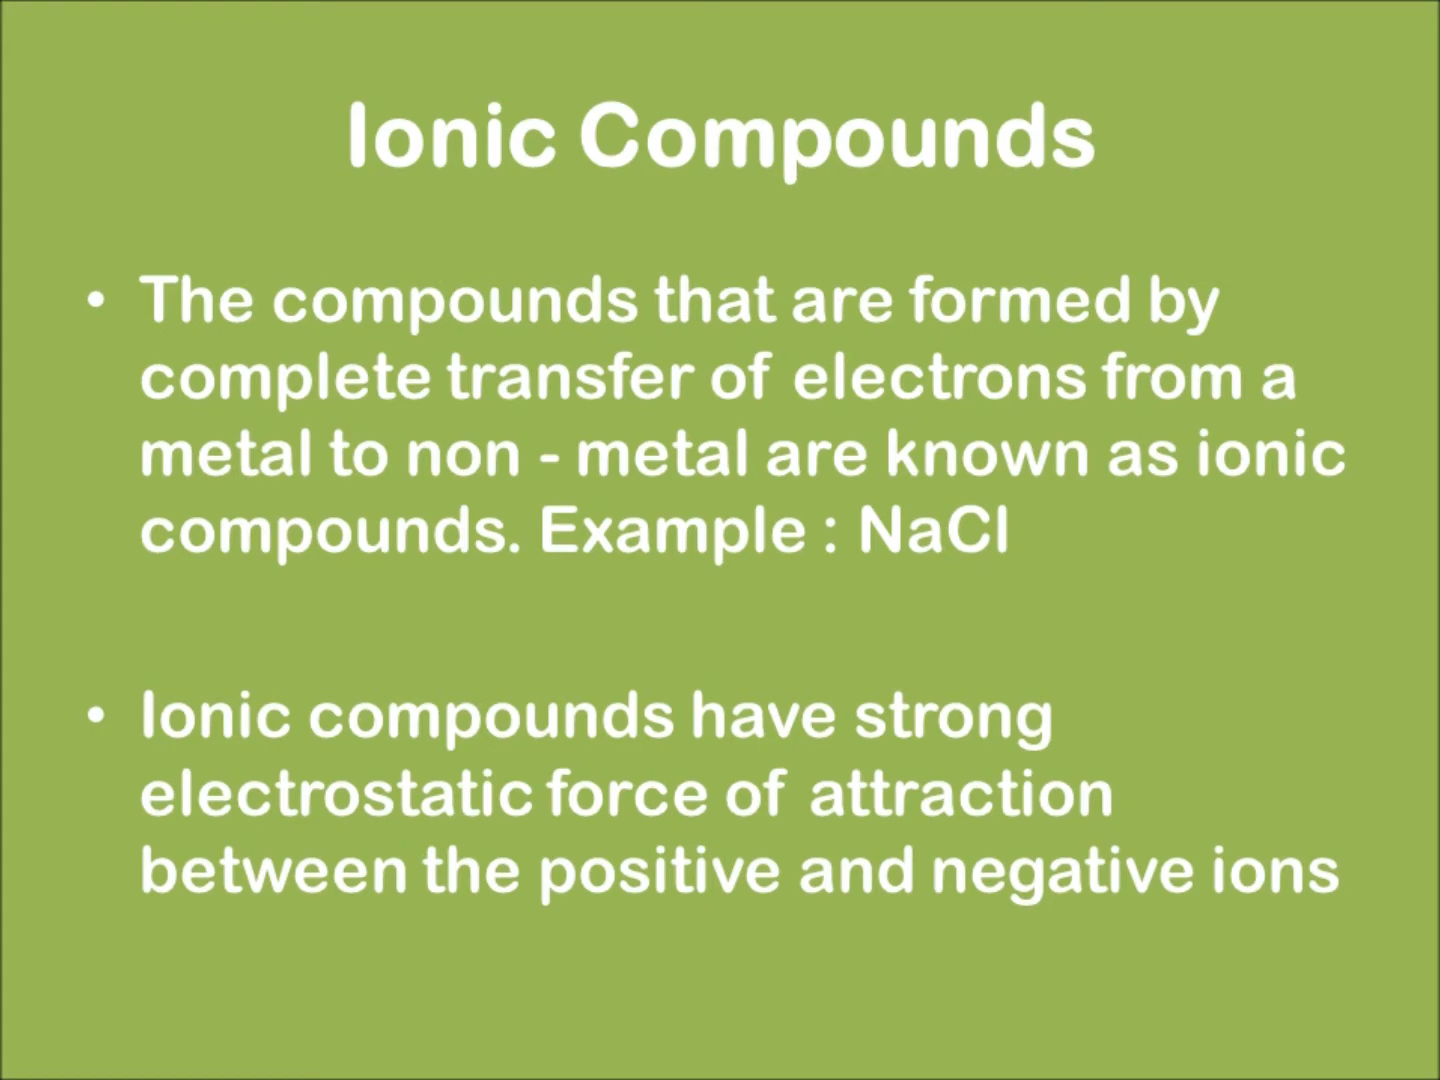 Ionic Compounds
• The compounds that are formed by
complete transfer of electrons from a
metal to non - metal are known as ionic
compounds. Example : NaCl
• Ionic compounds have strong
electrostatic force of attraction
between the positive and negative ions